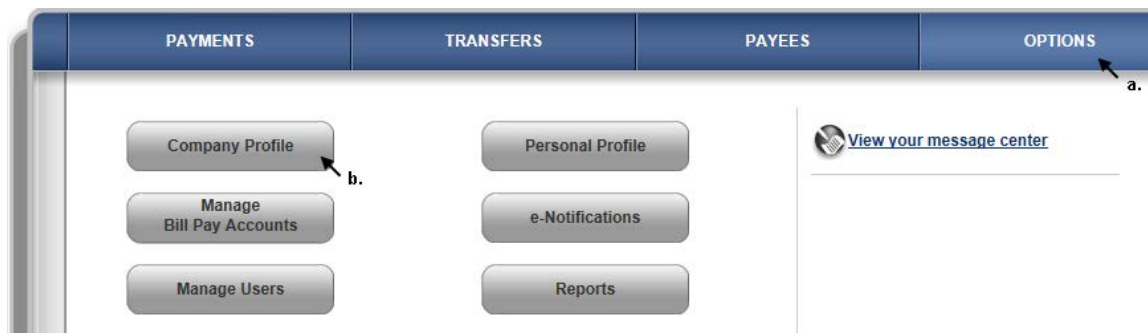 PAYMENTS TRANSFERS PAYEES OPTIONS
a.
Company Profile
b.
Personal Profile
View your message center
Manage
Bill Pay Accounts
e-Notifications
Manage Users
Reports